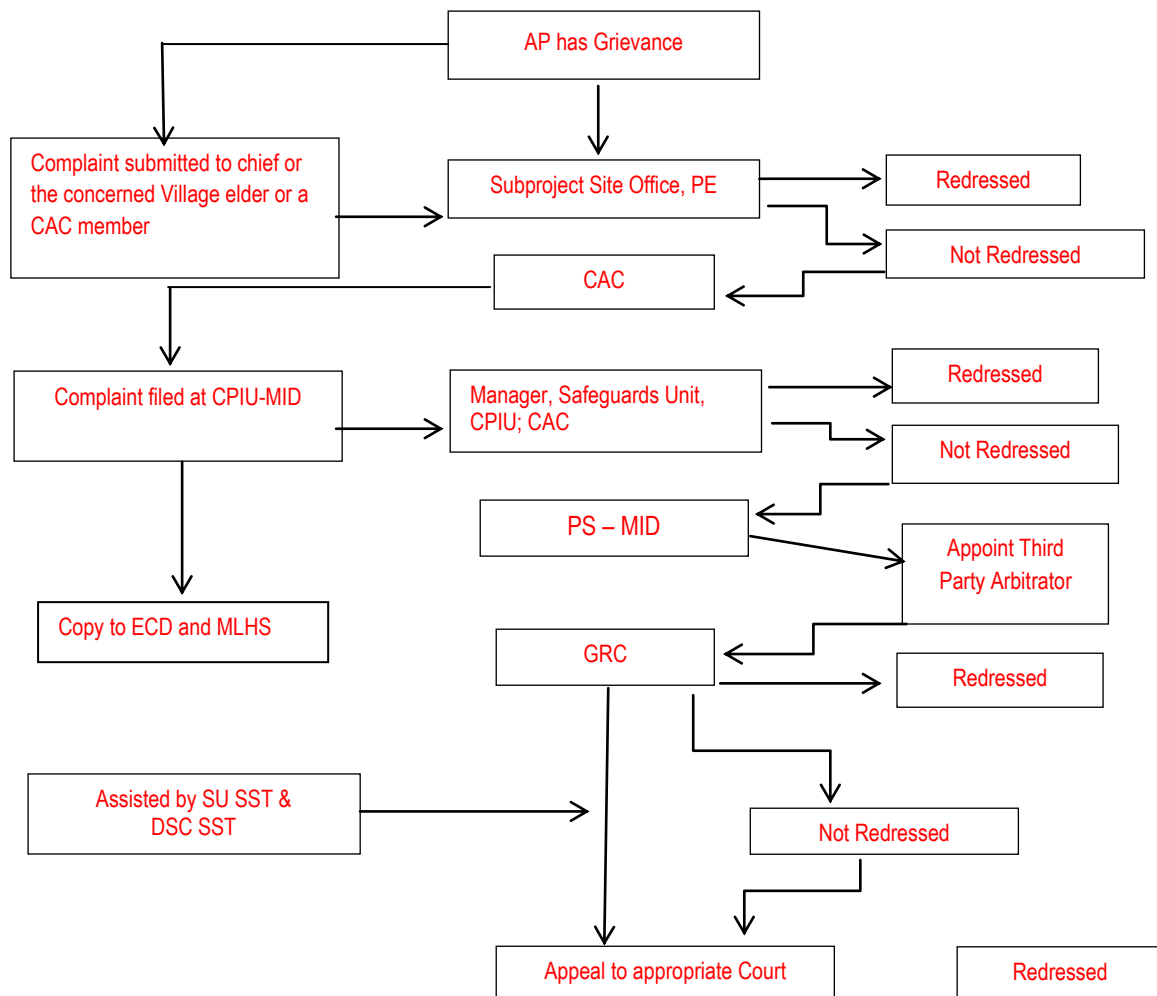 AP has Grievance
Complaint submitted to chief or
the concerned Village elder or a
CAC member
Subproject Site Office, PE
Redressed
Not Redressed
CAC
Complaint filed at CPIU-MID
Manager, Safeguards Unit,
CPIU; CAC
Redressed
Not Redressed
PS – MID
Appoint Third
Party Arbitrator
Copy to ECD and MLHS
GRC
Redressed
Assisted by SU SST &
DSC SST
Not Redressed
Appeal to appropriate Court
Redressed